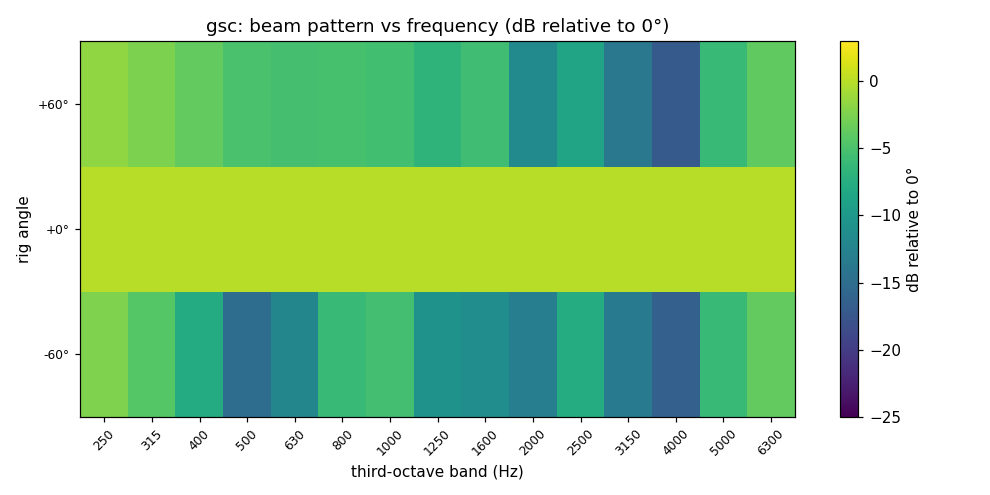 gsc: beam pattern vs frequency (dB relative to 0°)
rig angle
+60°
+0°
-60°
250 315 400 500 630 800 1000 1250 1600 2000 2500 3150 4000 5000 6300
third-octave band (Hz)
0
−5
−10
−15
−20
−25
dB relative to 0°